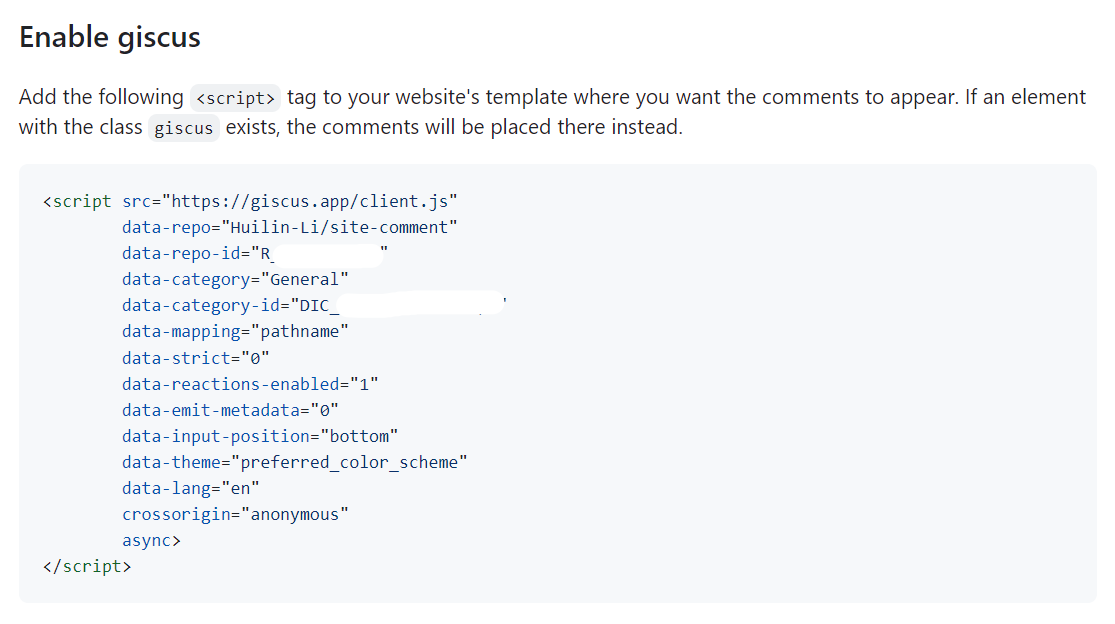 Enable giscus
Add the following <script> tag to your website's template where you want the comments to appear. If an element
with the class giscus exists, the comments will be placed there instead.
<script src="https://giscus.app/client.js"
data-repo="Huilin-Li/site-comment"
data-repo-id="R_"
data-category="General"
data-category-id="DIC_
data-mapping="pathname"
data-strict="0"
data-reactions-enabled="1"
data-emit-metadata="0"
data-input-position="bottom"
data-theme="preferred_color_scheme"
data-lang="en"
crossorigin="anonymous"
async>
</script>